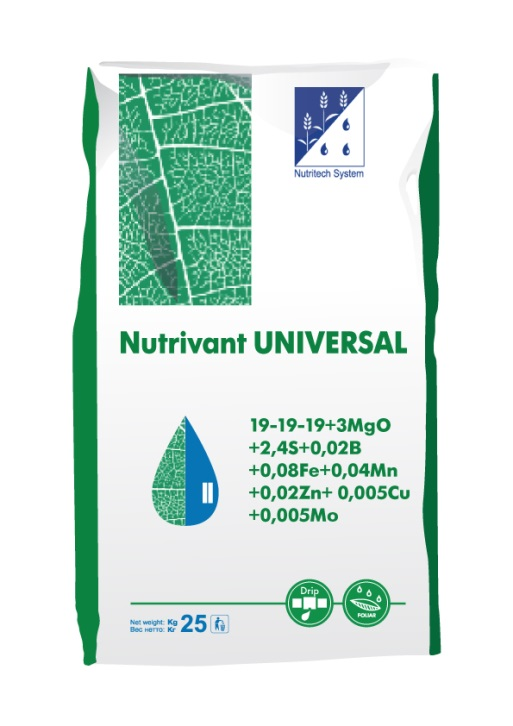 Nutritech System
Nutrivant UNIVERSAL
19-19-19+3MgO
+2,4S+0,02B
+0,08Fe+0,04Mn
+0,02Zn+ 0,005Cu
+0,005Mo
II
Drip
FOLIAR
Net weight: Kg 25
Вес нетто: Кг